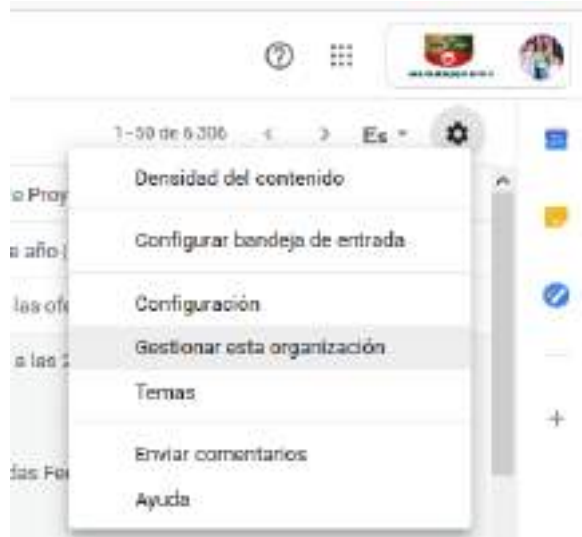 1-50 de 6.306
Es
Densidad del contenido
o Proy
Configurar bandeja de entrada
s año (
Configuración
las ofe
Gestionar esta organización
a las 2
Temas
Enviar comentarios
das Fe
Ayuda